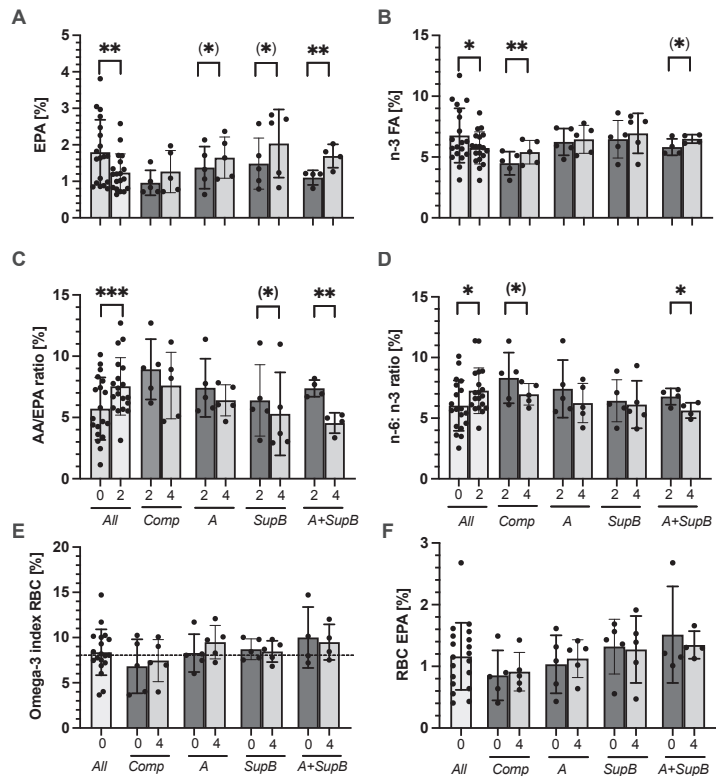 A
EPA [%]
5
4
3
2
1
0
**
(*)
(*)
**
B
n-3 FA [%]
15
10
5
0
*
**
(*)
C
AA/EPA ratio [%]
15
10
5
0
***
(*)
**
0 2 2 4 2 4 2 4 2 4
All Comp A SupB A+SupB
D
n-6: n-3 ratio [%]
15
10
5
0
*
(*)
*
0 2 2 4 2 4 2 4 2 4
All Comp A SupB A+SupB
E
Omega-3 index RBC [%]
20
15
10
5
0
0 0 4 0 4 0 4 0 4
All Comp A SupB A+SupB
F
RBC EPA [%]
3
2
1
0
0 0 4 0 4 0 4 0 4
All Comp A SupB A+SupB